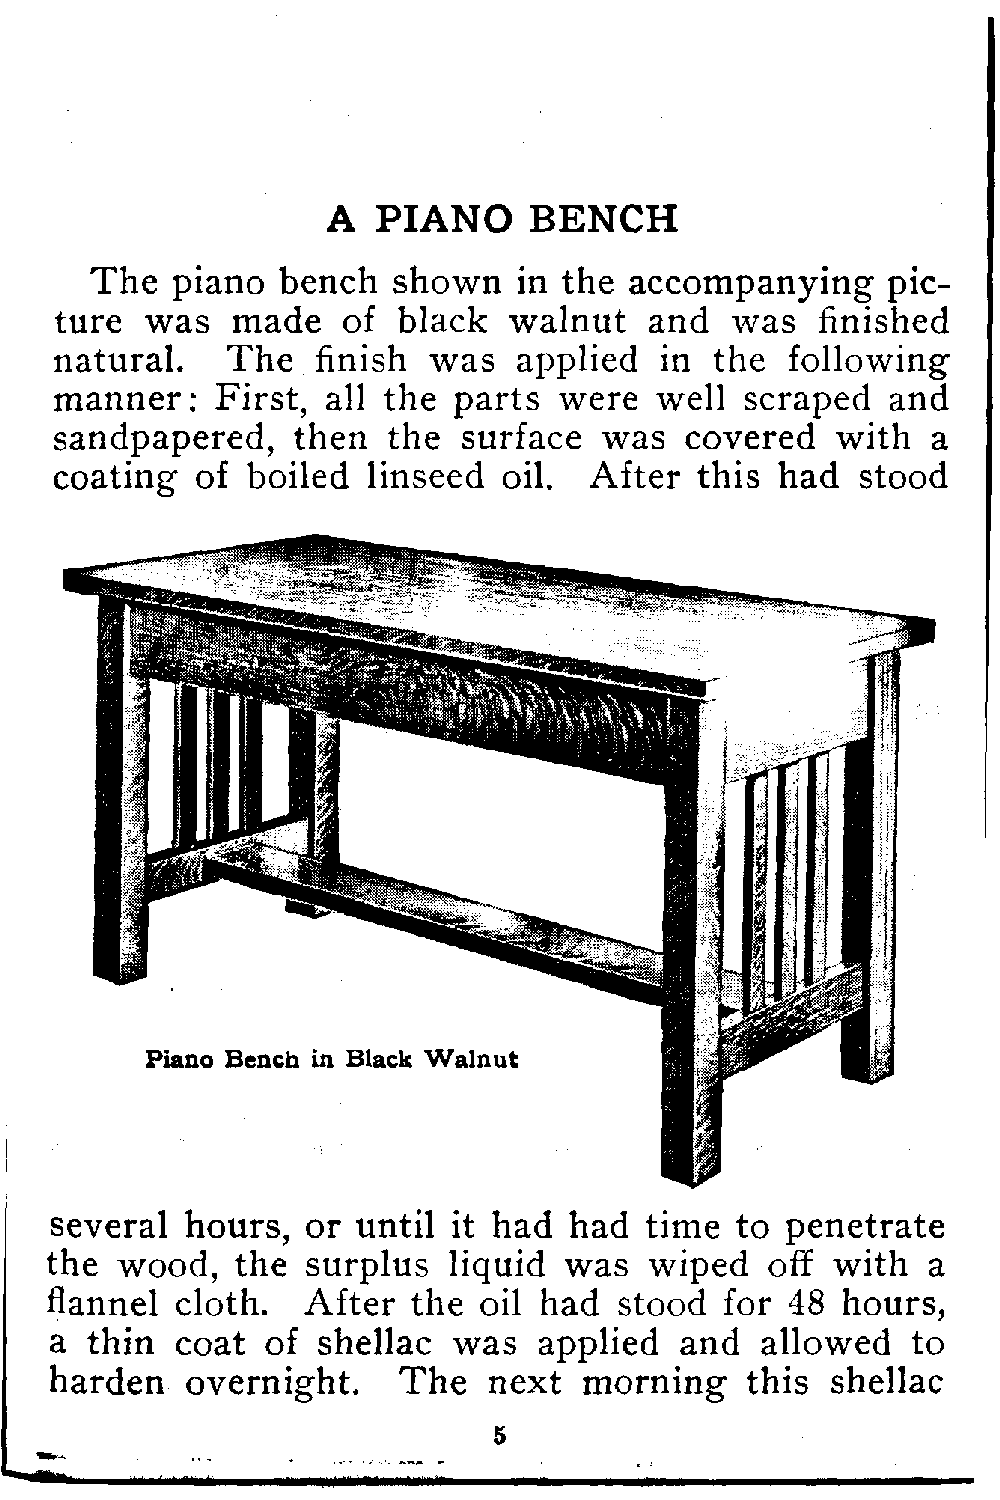 A PIANO BENCH
The piano bench shown in the accompanying pic-
ture was made of black walnut and was finished
natural. The finish was applied in the following
manner: First, all the parts were well scraped and
sandpapered, then the surface was covered with a
coating of boiled linseed oil. After this had stood
Piano Bench in Black Walnut
several hours, or until it had had time to penetrate
the wood, the surplus liquid was wiped off with a
flannel cloth. After the oil had stood for 48 hours,
a thin coat of shellac was applied and allowed to
harden overnight. The next morning this shellac
5